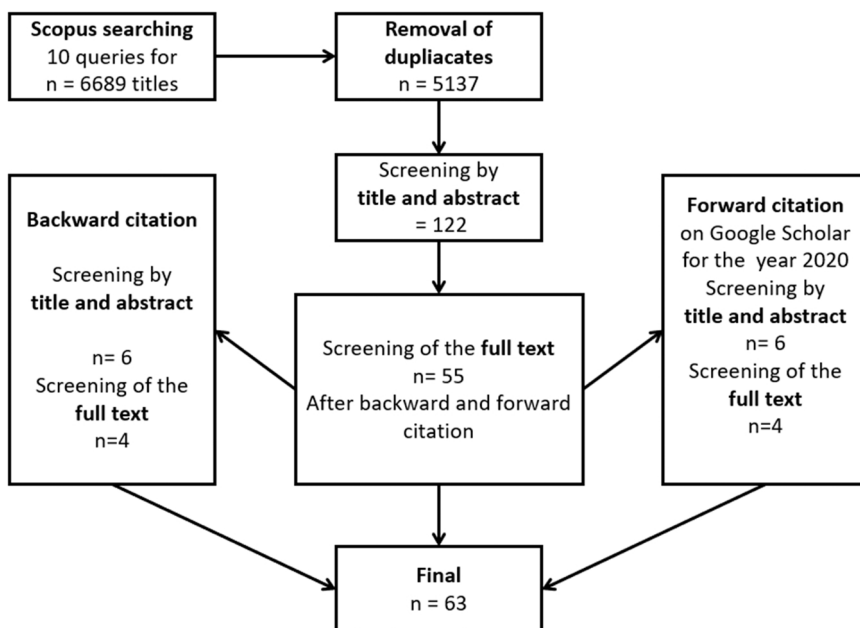 Scopus searching
10 queries for
n = 6689 titles
Removal of
dupliacates
n = 5137
Screening by
title and abstract
= 122
Backward citation
Screening by
title and abstract
n= 6
Screening of the
full text
n=4
Screening of the full text
n= 55
After backward and forward
citation
Forward citation
on Google Scholar
for the  year 2020
Screening by
title and abstract
n= 6
Screening of the
full text
n=4
Final
n = 63